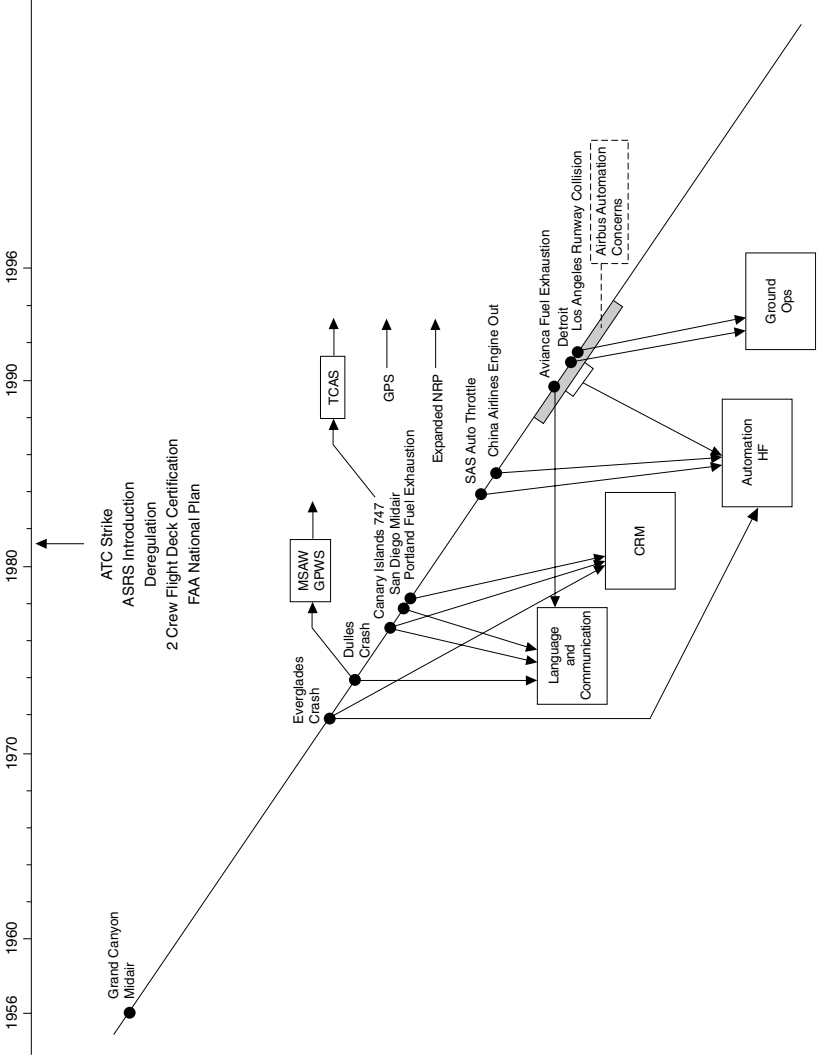 1956
1960
1970
1980
1990
1996
ATC Strike
ASRS Introduction
Deregulation
2 Crew Flight Deck Certification
FAA National Plan
Grand Canyon
Midair
Everglades
Crash
Dulles
Crash
MSAW
GPWS
Canary Islands 747
San Diego Midair
Portland Fuel Exhaustion
TCAS
GPS
Expanded NRP
SAS Auto Throttle
China Airlines Engine Out
Avianca Fuel Exhaustion
Detroit
Los Angeles Runway Collision
Airbus Automation
Concerns
Language
and
Communication
CRM
Automation
HF
Ground
Ops